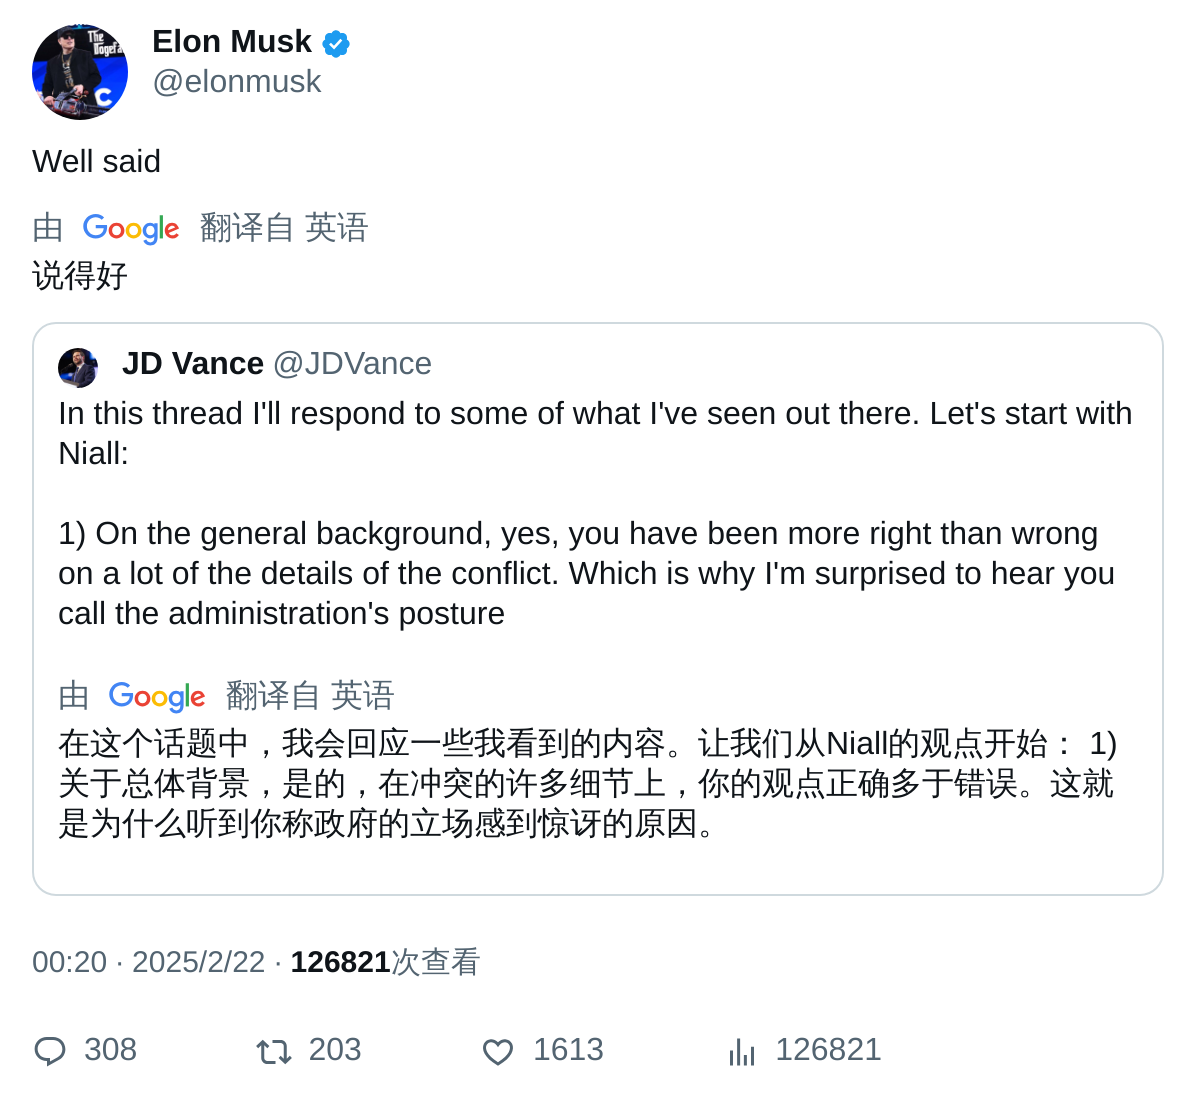 The
Dogefa
C
Elon Musk
@elonmusk
Well said
由 Google 翻译自 英语
说得好
JD Vance @JDVance
In this thread I'll respond to some of what I've seen out there. Let's start with
Niall:
1) On the general background, yes, you have been more right than wrong
on a lot of the details of the conflict. Which is why I'm surprised to hear you
call the administration's posture
由 Google 翻译自 英语
在这个话题中，我会回应一些我看到的内容。让我们从Niall的观点开始： 1)
关于总体背景，是的，在冲突的许多细节上，你的观点正确多于错误。这就
是为什么听到你称政府的立场感到惊讶的原因。
00:20 · 2025/2/22 · 126821次查看
308 203 1613 126821